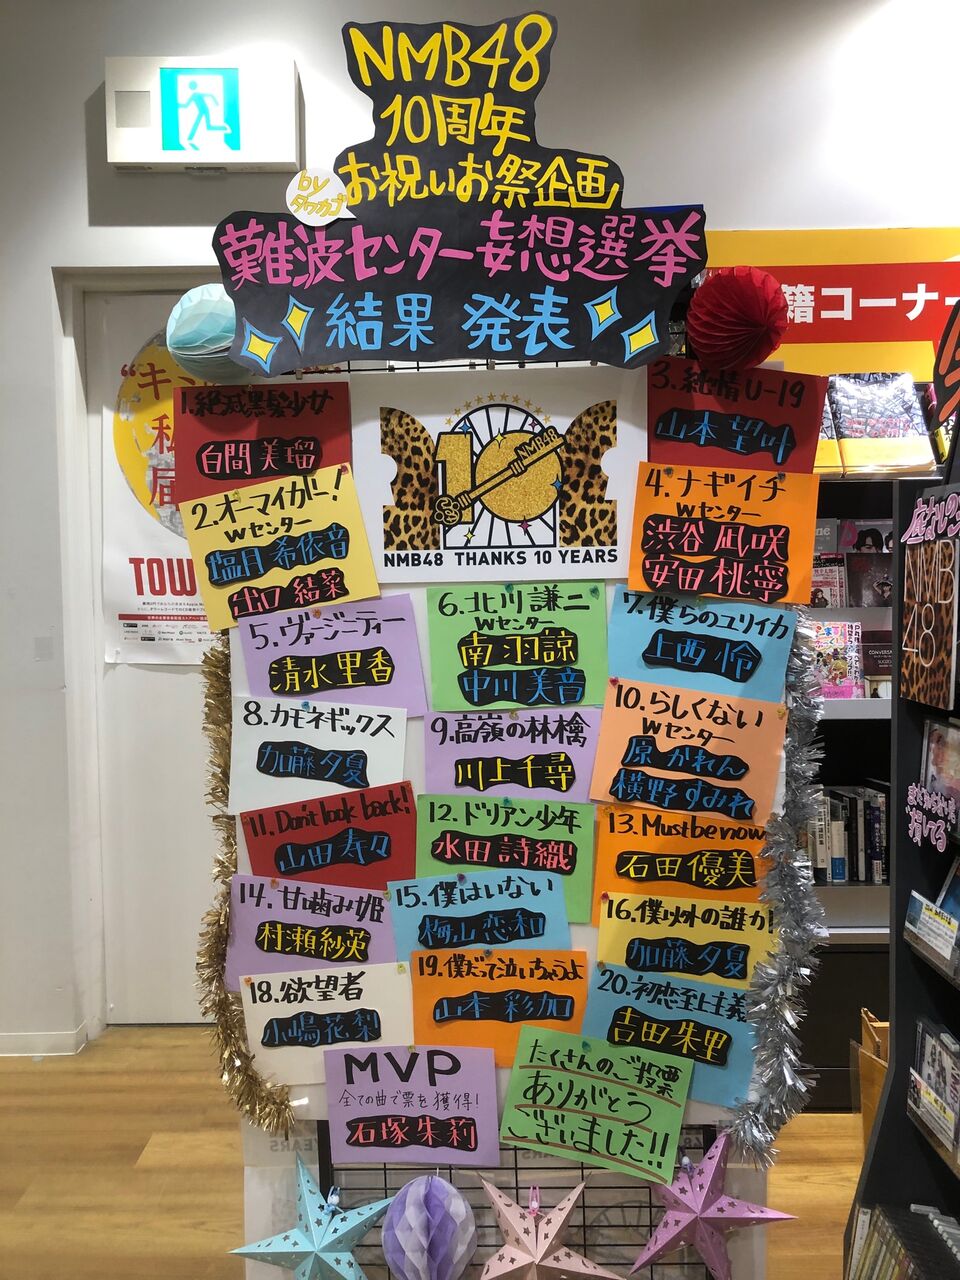 NMB48
10周年
お祝いお祭企画
by
タワカゴ
難波センター妄想選挙
結果 発表
籍コーナー
NMB48
NMB48 THANKS 10 YEARS
1.絶滅黒髪少女
白間 美瑠
2.オーマイガー!
Wセンター
塩月 希依音
出口 結菜
3.純情U-19
山本 望叶
4.ナギイチ
Wセンター
渋谷 凪咲
安田 桃寧
5.ヴァージニティー
清水 里香
6.北川謙二
Wセンター
南 羽諒
中川 美音
7.僕らのユリイカ
上西 怜
8.カモネギックス
加藤夕夏
9.高嶺の林檎
川上千尋
10.らしくない
Wセンター
原 かれん
横野すみれ
11.Don't look back!
山田 寿々
12.ドリアン少年
水田 詩織
13.Must be now
石田 優美
14.甘噛み姫
村瀬 紗英
15.僕はいない
梅山 恋和
16.僕以外の誰か!
加藤 夕夏
18.欲望者
小嶋花梨
19.僕だって泣いちゃうよ
山本 彩加
20.初恋至上主義
吉田 朱里
MVP
全ての曲で票を獲得!
石塚 朱莉
たくさんのご投票
ありがとう
ございました!!
TOW
NMB
48